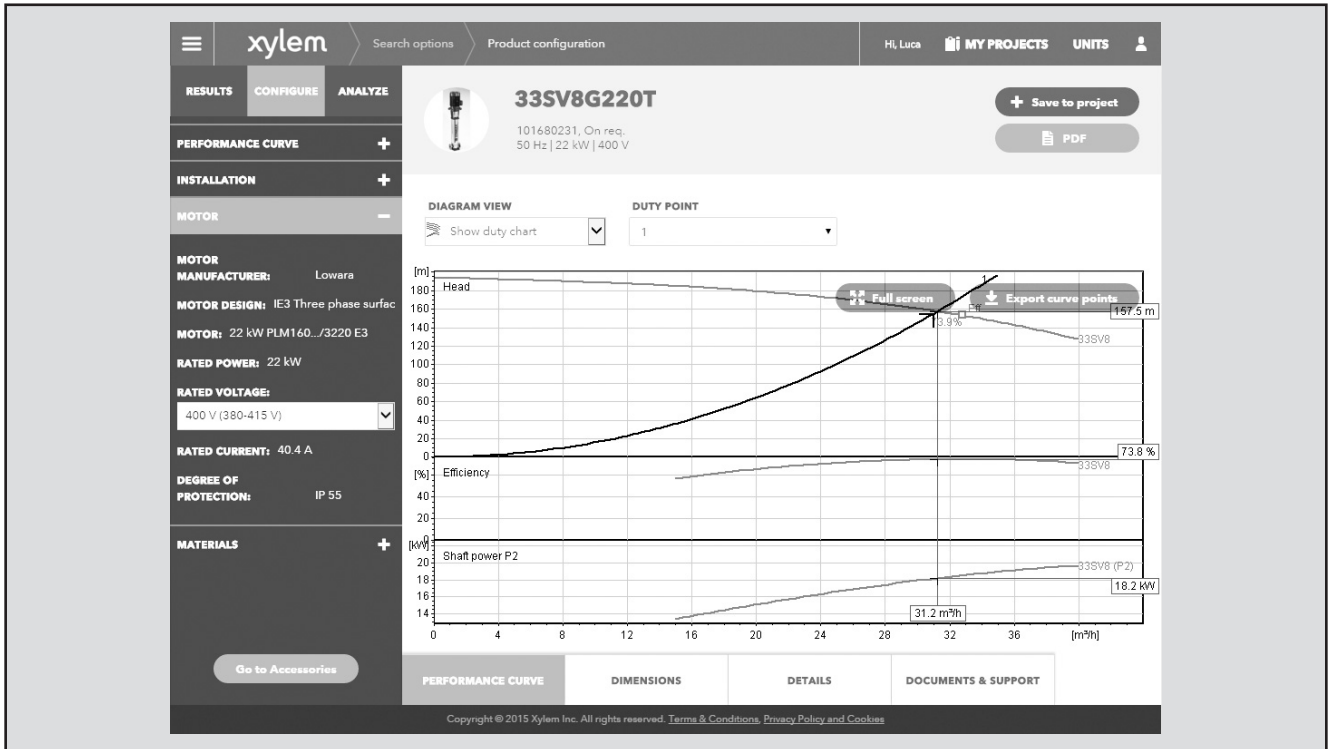 xylem
Search options
Product configuration
Hi, Luca
MY PROJECTS
UNITS
RESULTS
CONFIGURE
ANALYZE
PERFORMANCE CURVE +
INSTALLATION +
MOTOR −
MOTOR
MANUFACTURER: Lowara
MOTOR DESIGN: IE3 Three phase surfac
MOTOR: 22 kW PLM160.../3220 E3
RATED POWER: 22 kW
RATED VOLTAGE:
400 V (380-415 V)
RATED CURRENT: 40.4 A
DEGREE OF
PROTECTION: IP 55
MATERIALS +
Go to Accessories
33SV8G220T
101680231, On req.
50 Hz | 22 kW | 400 V
+ Save to project
PDF
DIAGRAM VIEW
Show duty chart
DUTY POINT
1
[m]
Head
180
160
140
120
100
80
60
40
20
0
1
Full screen
Export curve points
Eff
157.5 m
3.9%
33SV8
73.8 %
[%]
Efficiency
33SV8
40
20
0
[kW]
Shaft power P2
20
18
16
14
33SV8 (P2)
18.2 kW
31.2 m³/h
0 4 8 12 16 20 24 28 32 36 [m³/h]
PERFORMANCE CURVE
DIMENSIONS
DETAILS
DOCUMENTS & SUPPORT
Copyright © 2015 Xylem Inc. All rights reserved. Terms & Conditions, Privacy Policy and Cookies